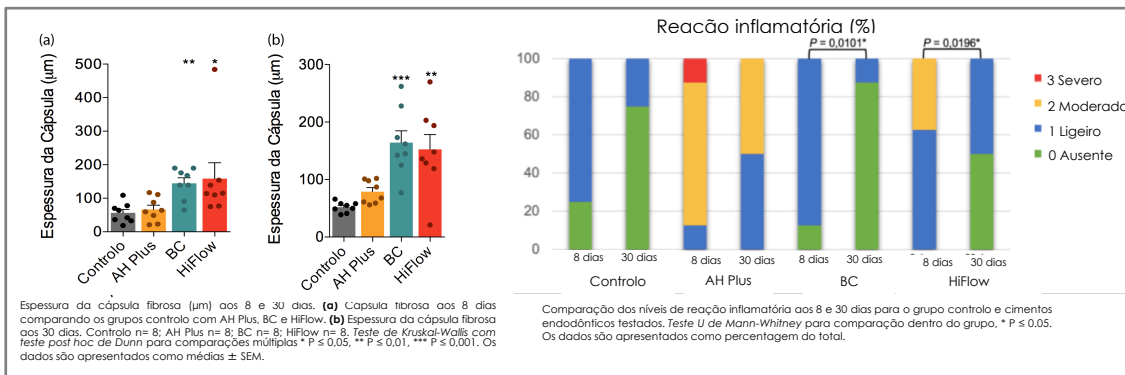 (a)
Espessura da Cápsula (µm)
500
400
300
200
100
0
**
*
Controlo
AH Plus
BC
HiFlow
(b)
Espessura da Cápsula (µm)
300
200
100
0
***
**
Controlo
AH Plus
BC
HiFlow
Espessura da cápsula fibrosa (µm) aos 8 e 30 dias. (a) Cápsula fibrosa aos 8 dias
comparando os grupos controlo com AH Plus, BC e HiFlow. (b) Espessura da cápsula fibrosa
aos 30 dias. Controlo n= 8; AH Plus n= 8; BC n= 8; HiFlow n= 8. Teste de Kruskal-Wallis com
teste post hoc de Dunn para comparações múltiplas * P ≤ 0,05, ** P ≤ 0,01, *** P ≤ 0,001. Os
dados são apresentados como médias ± SEM.
Reacão inflamatória (%)
P = 0,0101*
P = 0,0196*
100
80
60
40
20
0
8 dias
30 dias
8 dias
30 dias
8 dias
30 dias
8 dias
30 dias
Controlo
AH Plus
BC
HiFlow
3 Severo
2 Moderado
1 Ligeiro
0 Ausente
Comparação dos níveis de reação inflamatória aos 8 e 30 dias para o grupo controlo e cimentos
endodônticos testados. Teste U de Mann-Whitney para comparação dentro do grupo, * P ≤ 0.05.
Os dados são apresentados como percentagem do total.